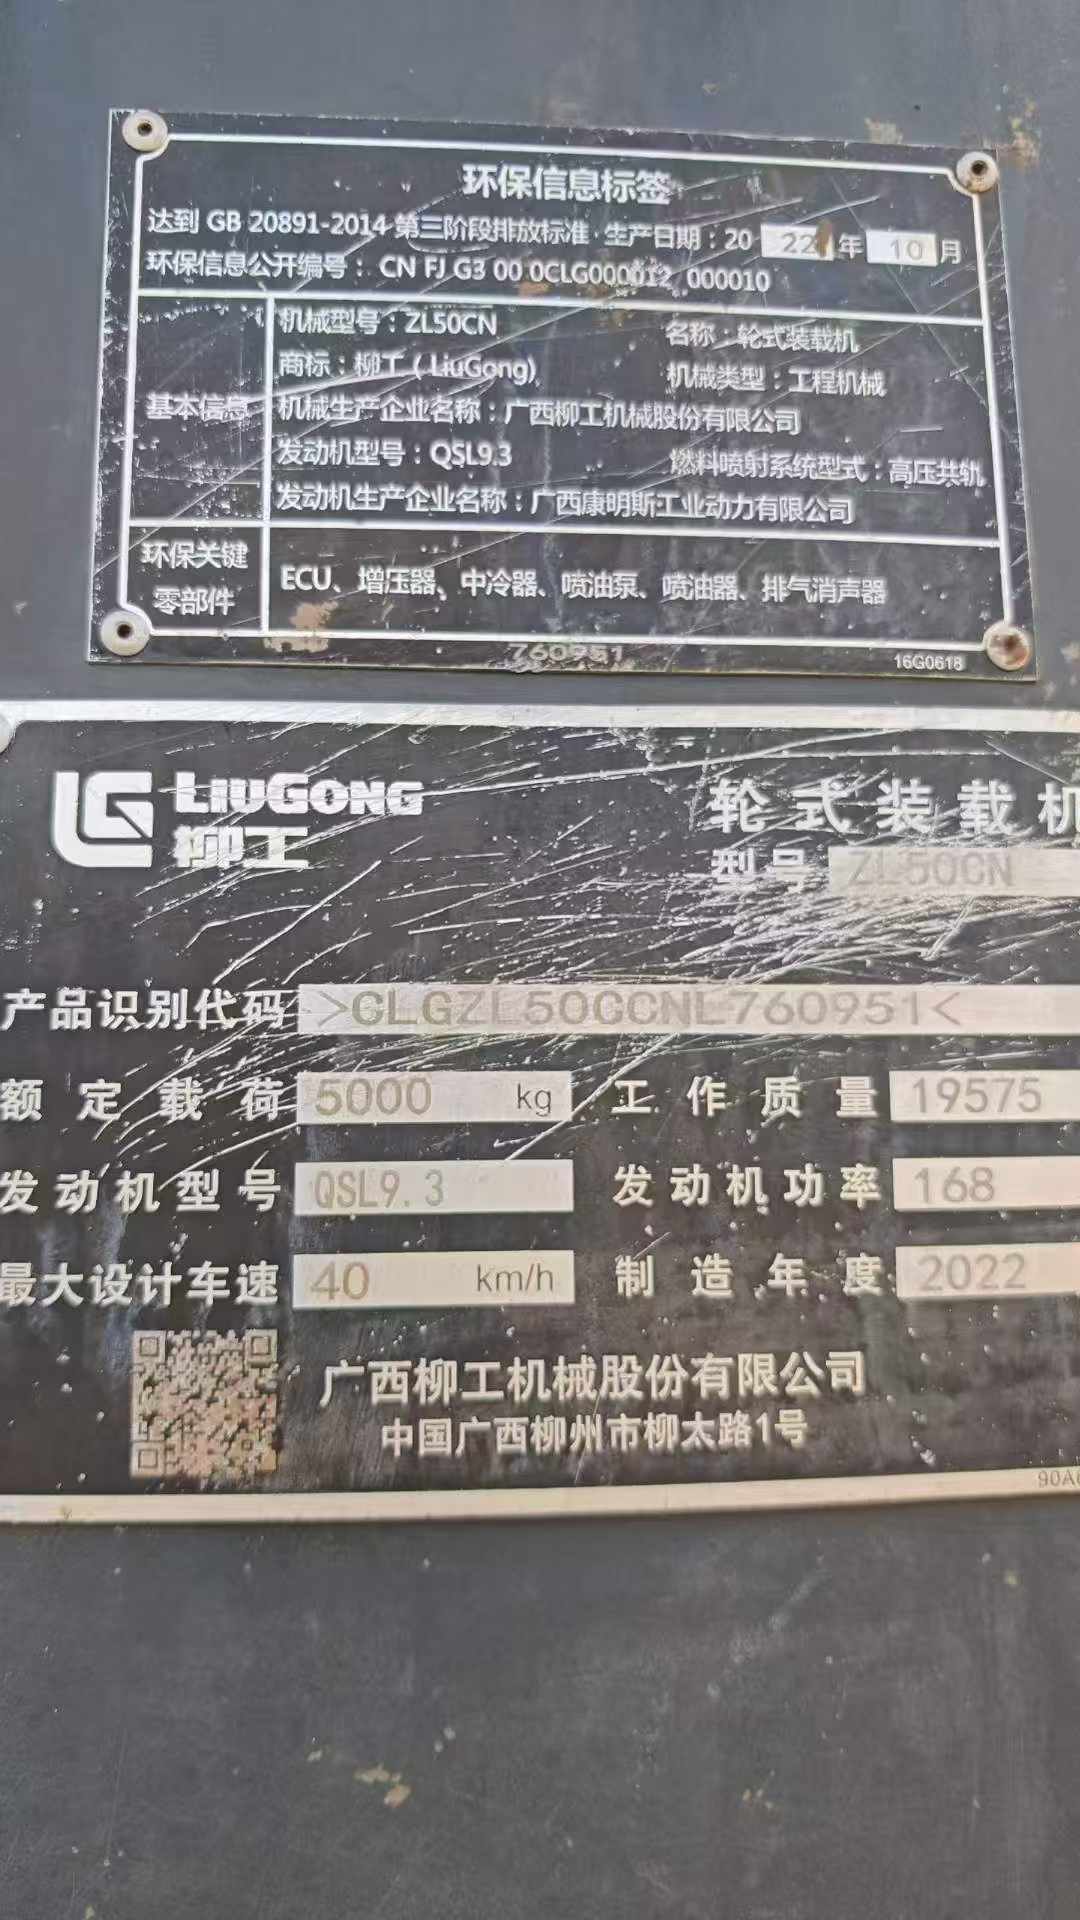 环保信息标签
达到 GB 20891-2014 第三阶段排放标准·生产日期：20 22 年 10 月
环保信息公开编号： CN FJ G3 00 0CLG000012 000010
机械型号：ZL50CN 名称：轮式装载机
商标：柳工（LiuGong) 机械类型：工程机械
基本信息 机械生产企业名称：广西柳工机械股份有限公司
发动机型号：QSL9.3 燃料喷射系统型式：高压共轨
发动机生产企业名称：广西康明斯工业动力有限公司
环保关键
零部件
ECU、增压器、中冷器、喷油泵、喷油器、排气消声器
760951
16G0618
LG LIUGONG
柳工
轮式装载机
型号 ZL50CN
产品识别代码 >CLGZL50CCNL760951<
额定载荷 5000 kg 工作质量 19575
发动机型号 QSL9.3 发动机功率 168
最大设计车速 40 km/h 制造年度 2022
广西柳工机械股份有限公司
中国广西柳州市柳太路1号